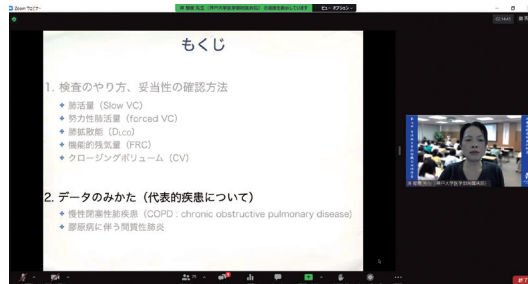 もくじ
1. 検査のやり方、妥当性の確認方法
肺活量（Slow VC）
努力性肺活量（forced VC）
肺拡散能（DLCO）
機能的残気量（FRC）
クロージングボリューム（CV）
2. データのみかた（代表的疾患について）
慢性閉塞性肺疾患（COPD : chronic obstructive pulmonary disease）
膠原病に伴う間質性肺炎